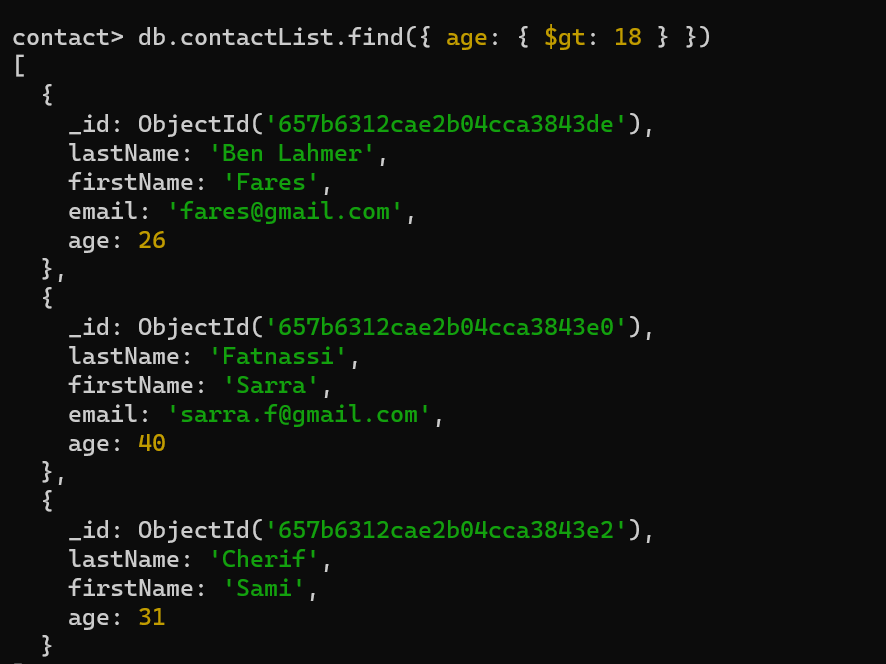 contact> db.contactList.find({ age: { $gt: 18 } })
[
  {
    _id: ObjectId('657b6312cae2b04cca3843de'),
    lastName: 'Ben Lahmer',
    firstName: 'Fares',
    email: 'fares@gmail.com',
    age: 26
  },
  {
    _id: ObjectId('657b6312cae2b04cca3843e0'),
    lastName: 'Fatnassi',
    firstName: 'Sarra',
    email: 'sarra.f@gmail.com',
    age: 40
  },
  {
    _id: ObjectId('657b6312cae2b04cca3843e2'),
    lastName: 'Cherif',
    firstName: 'Sami',
    age: 31
  }